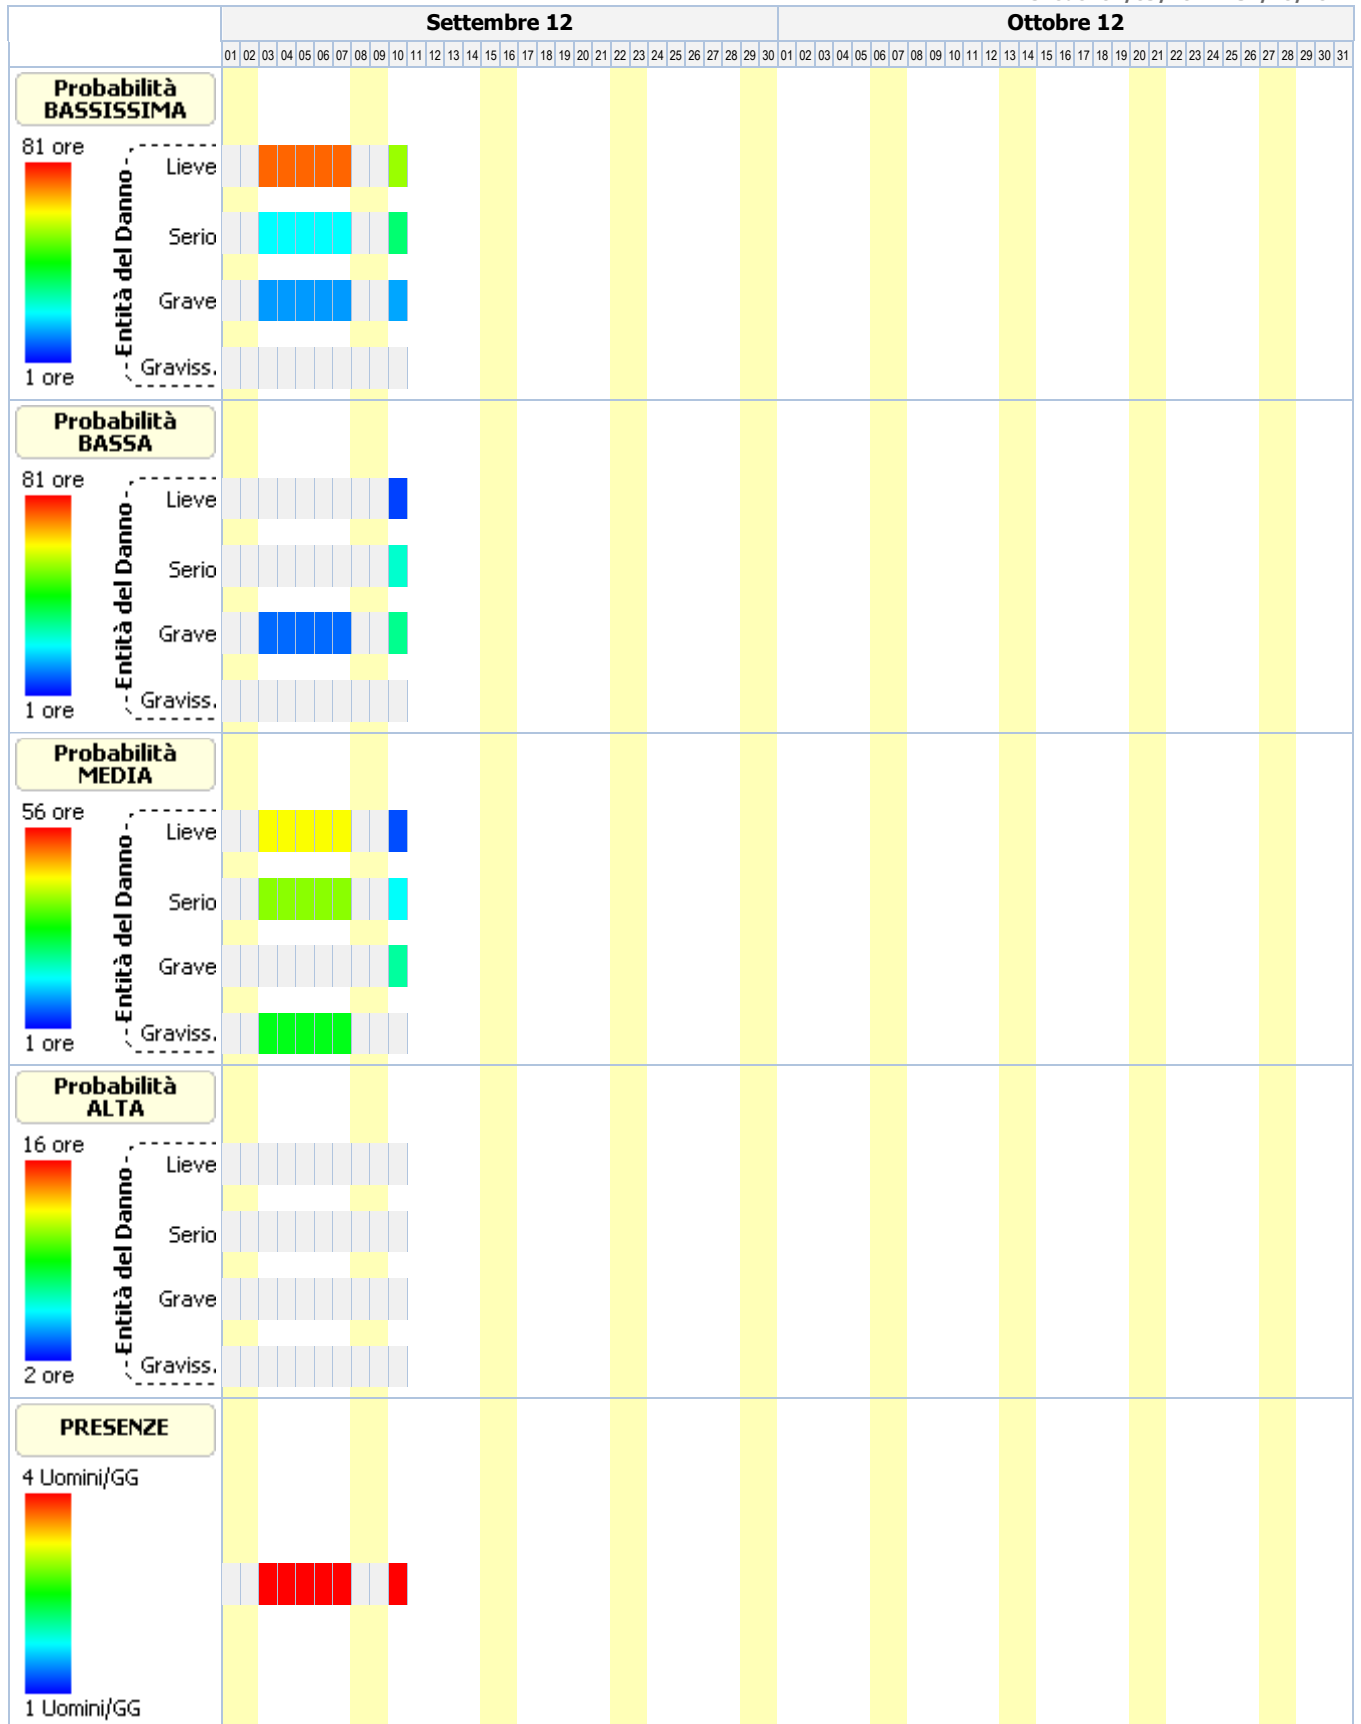 Settembre 12 Ottobre 12
01 02 03 04 05 06 07 08 09 10 11 12 13 14 15 16 17 18 19 20 21 22 23 24 25 26 27 28 29 30 01 02 03 04 05 06 07 08 09 10 11 12 13 14 15 16 17 18 19 20 21 22 23 24 25 26 27 28 29 30 31
Probabilità
BASSISSIMA
81 ore
Entità del Danno
Lieve
Serio
Grave
Graviss.
1 ore
Probabilità
BASSA
81 ore
Entità del Danno
Lieve
Serio
Grave
Graviss.
1 ore
Probabilità
MEDIA
56 ore
Entità del Danno
Lieve
Serio
Grave
Graviss.
1 ore
Probabilità
ALTA
16 ore
Entità del Danno
Lieve
Serio
Grave
Graviss.
2 ore
PRESENZE
4 Uomini/GG
1 Uomini/GG